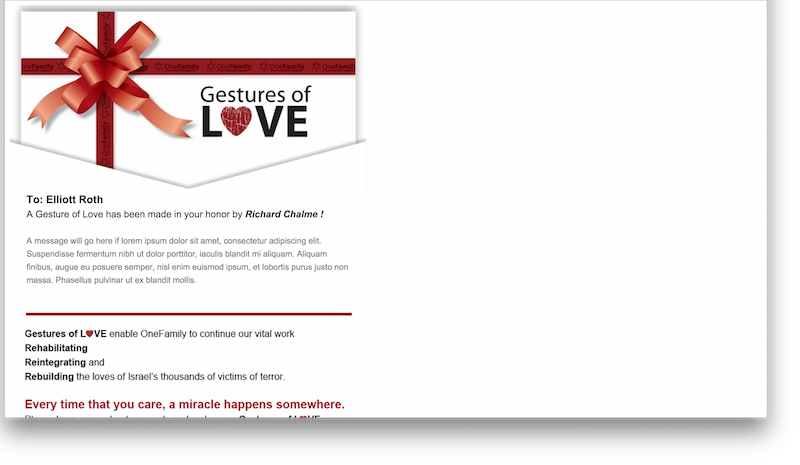 OneFamily OneFamily OneFamily OneFamily
OneFamily
Gestures of
LOVE
To: Elliott Roth
A Gesture of Love has been made in your honor by Richard Chalme !
A message will go here if lorem ipsum dolor sit amet, consectetur adipiscing elit.
Suspendisse fermentum nibh ut dolor porttitor, iaculis blandit mi aliquam. Aliquam
finibus, augue eu posuere semper, nisl enim euismod ipsum, et lobortis purus justo non
massa. Phasellus pulvinar ut ex blandit mollis.
Gestures of L♥VE enable OneFamily to continue our vital work
Rehabilitating
Reintegrating and
Rebuilding the loves of Israel's thousands of victims of terror.
Every time that you care, a miracle happens somewhere.